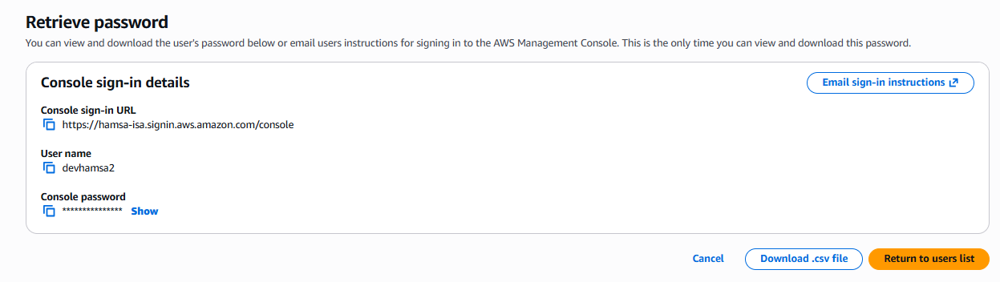 Retrieve password
You can view and download the user's password below or email users instructions for signing in to the AWS Management Console. This is the only time you can view and download this password.
Console sign-in details
Email sign-in instructions
Console sign-in URL
https://hamsa-isa.signin.aws.amazon.com/console
User name
devhamsa2
Console password
*************** Show
Cancel
Download .csv file
Return to users list